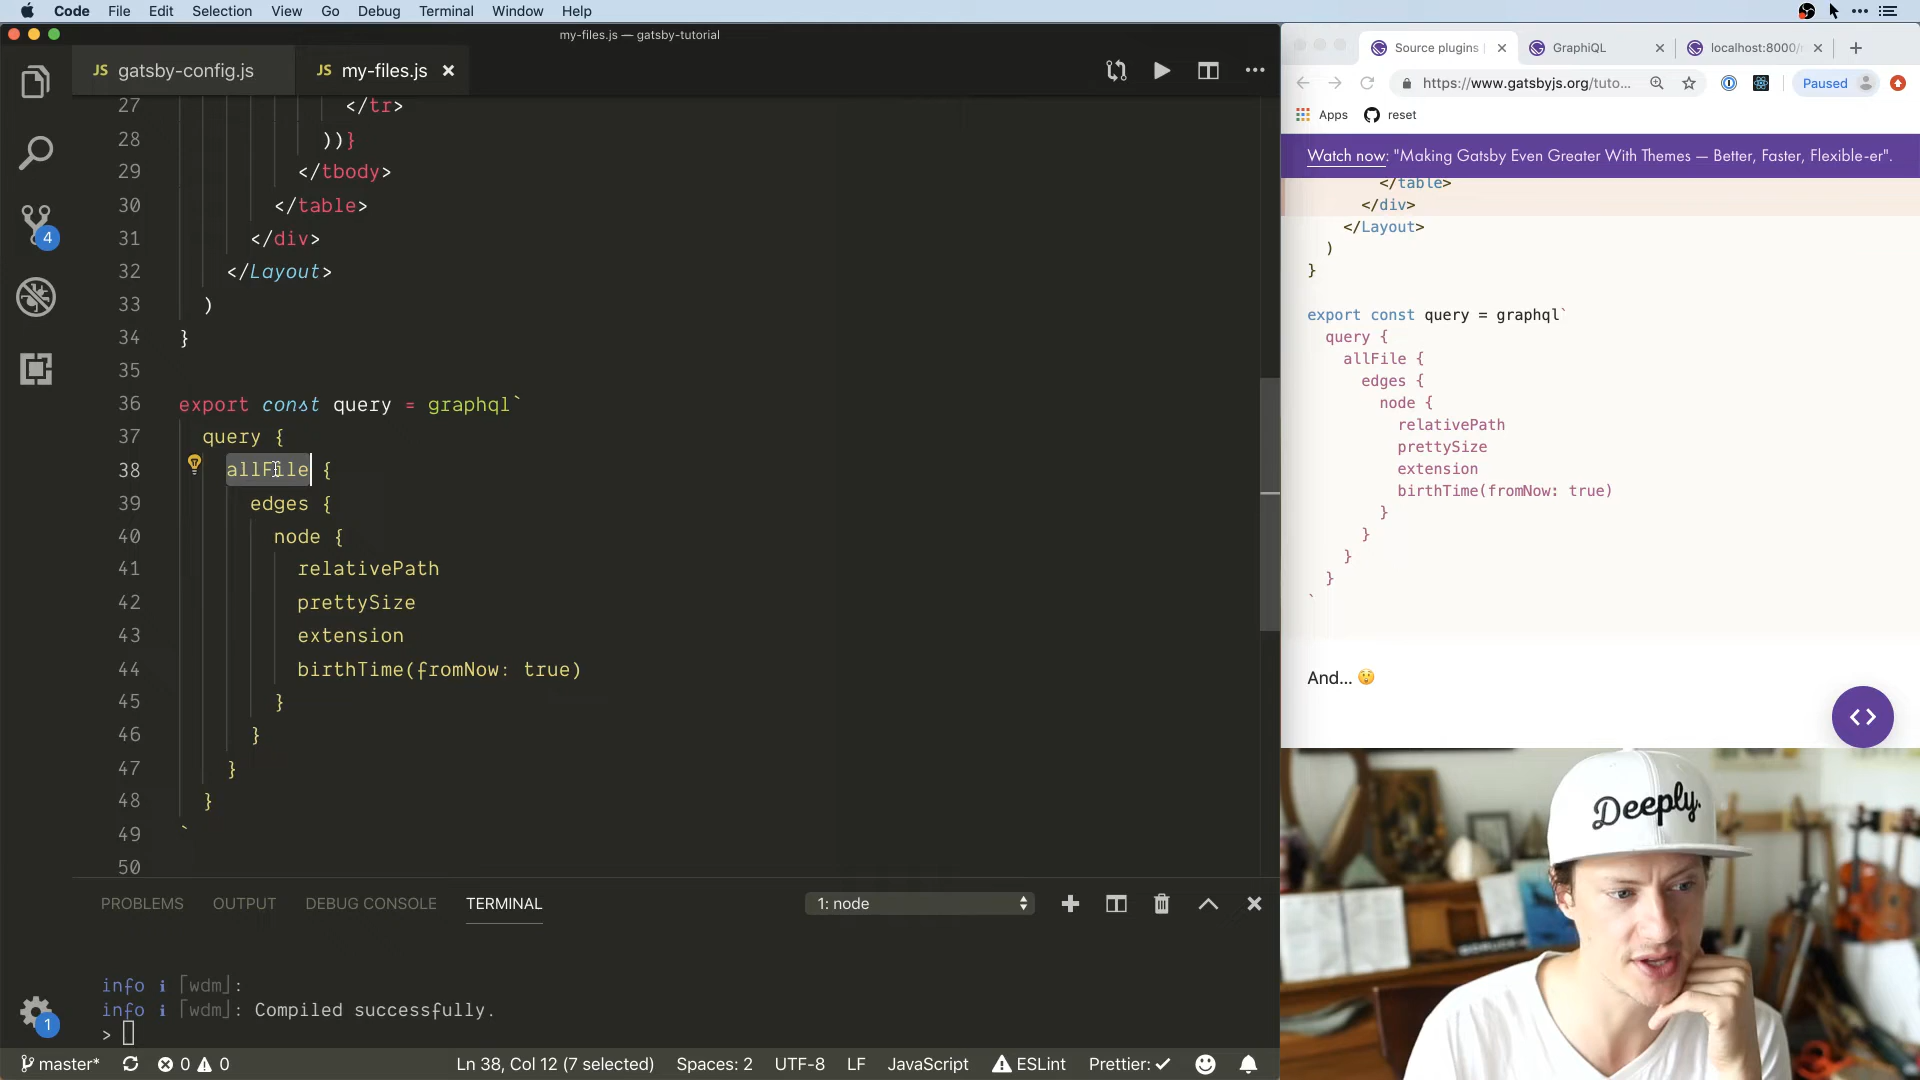 Code File Edit Selection View Go Debug Terminal Window Help
my-files.js — gatsby-tutorial
JS gatsby-config.js
JS my-files.js
27 </tr>
28 ))}
29 </tbody>
30 </table>
31 </div>
32 </Layout>
33 )
34 }
35
36 export const query = graphql`
37 query {
38 allFile {
39 edges {
40 node {
41 relativePath
42 prettySize
43 extension
44 birthTime(fromNow: true)
45 }
46 }
47 }
48 }
49 `
50
4
1
PROBLEMS OUTPUT DEBUG CONSOLE TERMINAL
1: node
info i ⌈wdm⌋:
info i ⌈wdm⌋: Compiled successfully.
>
master* 0 0 Ln 38, Col 12 (7 selected) Spaces: 2 UTF-8 LF JavaScript ESLint Prettier: ✓
Source plugins
GraphiQL
localhost:8000/
https://www.gatsbyjs.org/tuto...
Paused
Apps reset
Watch now: "Making Gatsby Even Greater With Themes — Better, Faster, Flexible-er".
</table>
</div>
</Layout>
)
}
export const query = graphql`
query {
allFile {
edges {
node {
relativePath
prettySize
extension
birthTime(fromNow: true)
}
}
}
}
`
And... 😲
<>
Deeply.